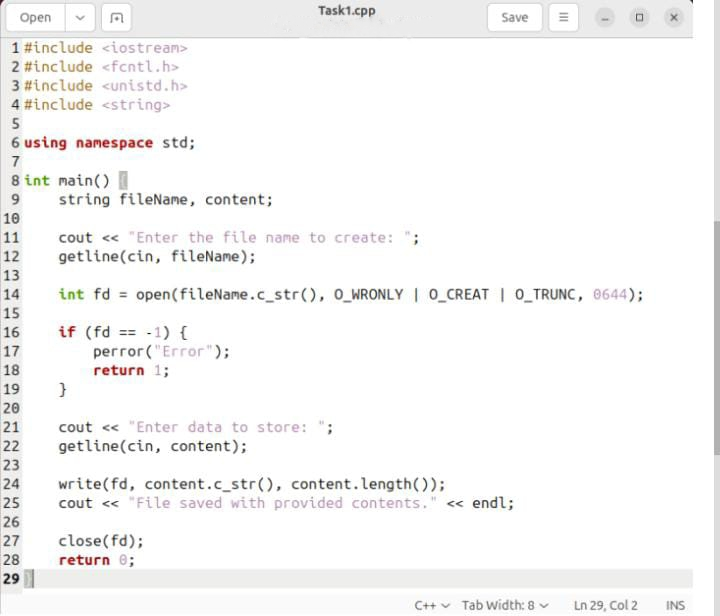 Open
Task1.cpp
Save
1 #include <iostream>
2 #include <fcntl.h>
3 #include <unistd.h>
4 #include <string>
5
6 using namespace std;
7
8 int main() {
9     string fileName, content;
10
11     cout << "Enter the file name to create: ";
12     getline(cin, fileName);
13
14     int fd = open(fileName.c_str(), O_WRONLY | O_CREAT | O_TRUNC, 0644);
15
16     if (fd == -1) {
17         perror("Error");
18         return 1;
19     }
20
21     cout << "Enter data to store: ";
22     getline(cin, content);
23
24     write(fd, content.c_str(), content.length());
25     cout << "File saved with provided contents." << endl;
26
27     close(fd);
28     return 0;
29 }
C++ Tab Width: 8 Ln 29, Col 2 INS